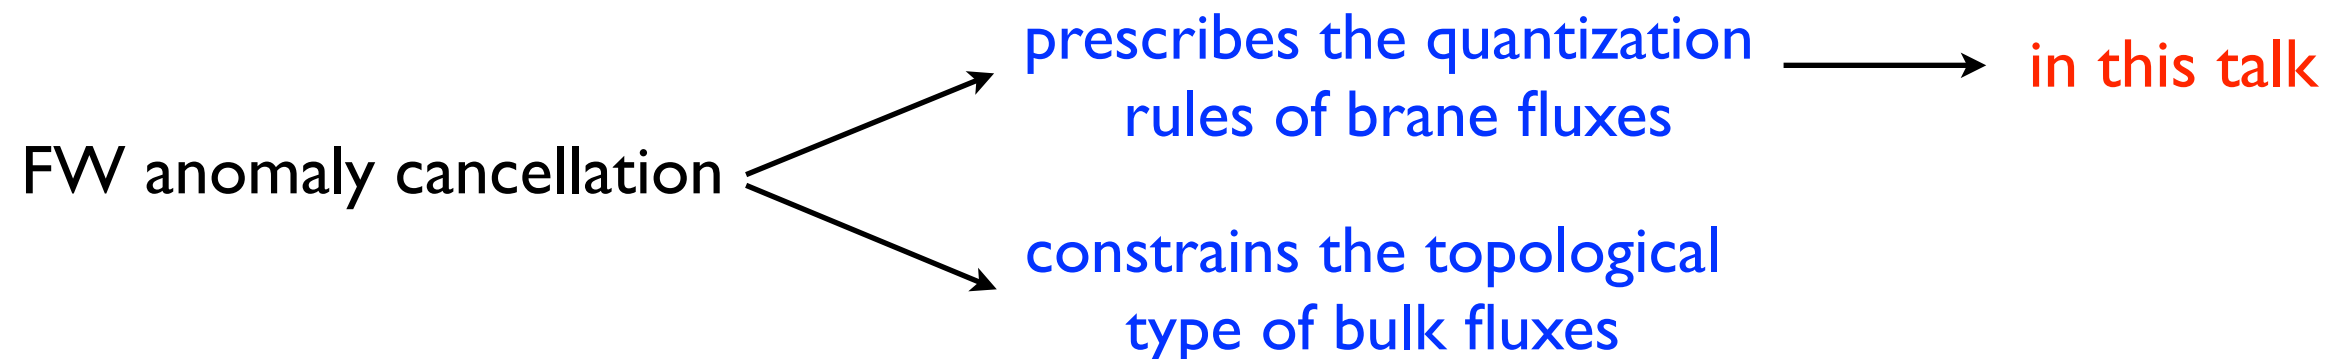 FW anomaly cancellation
prescribes the quantization
rules of brane fluxes
in this talk
constrains the topological
type of bulk fluxes